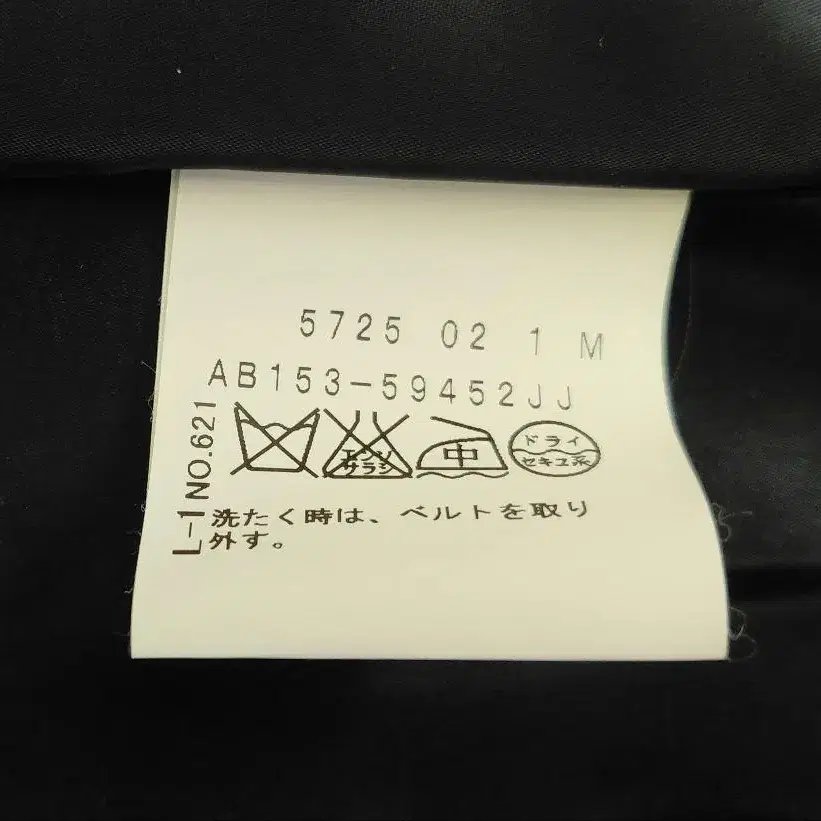 5725 02 1 M
AB153-59452JJ
エンソ
サラシ
中
ドライ
セキユ系
L-1 NO.621
洗たく時は、ベルトを取り
外す。